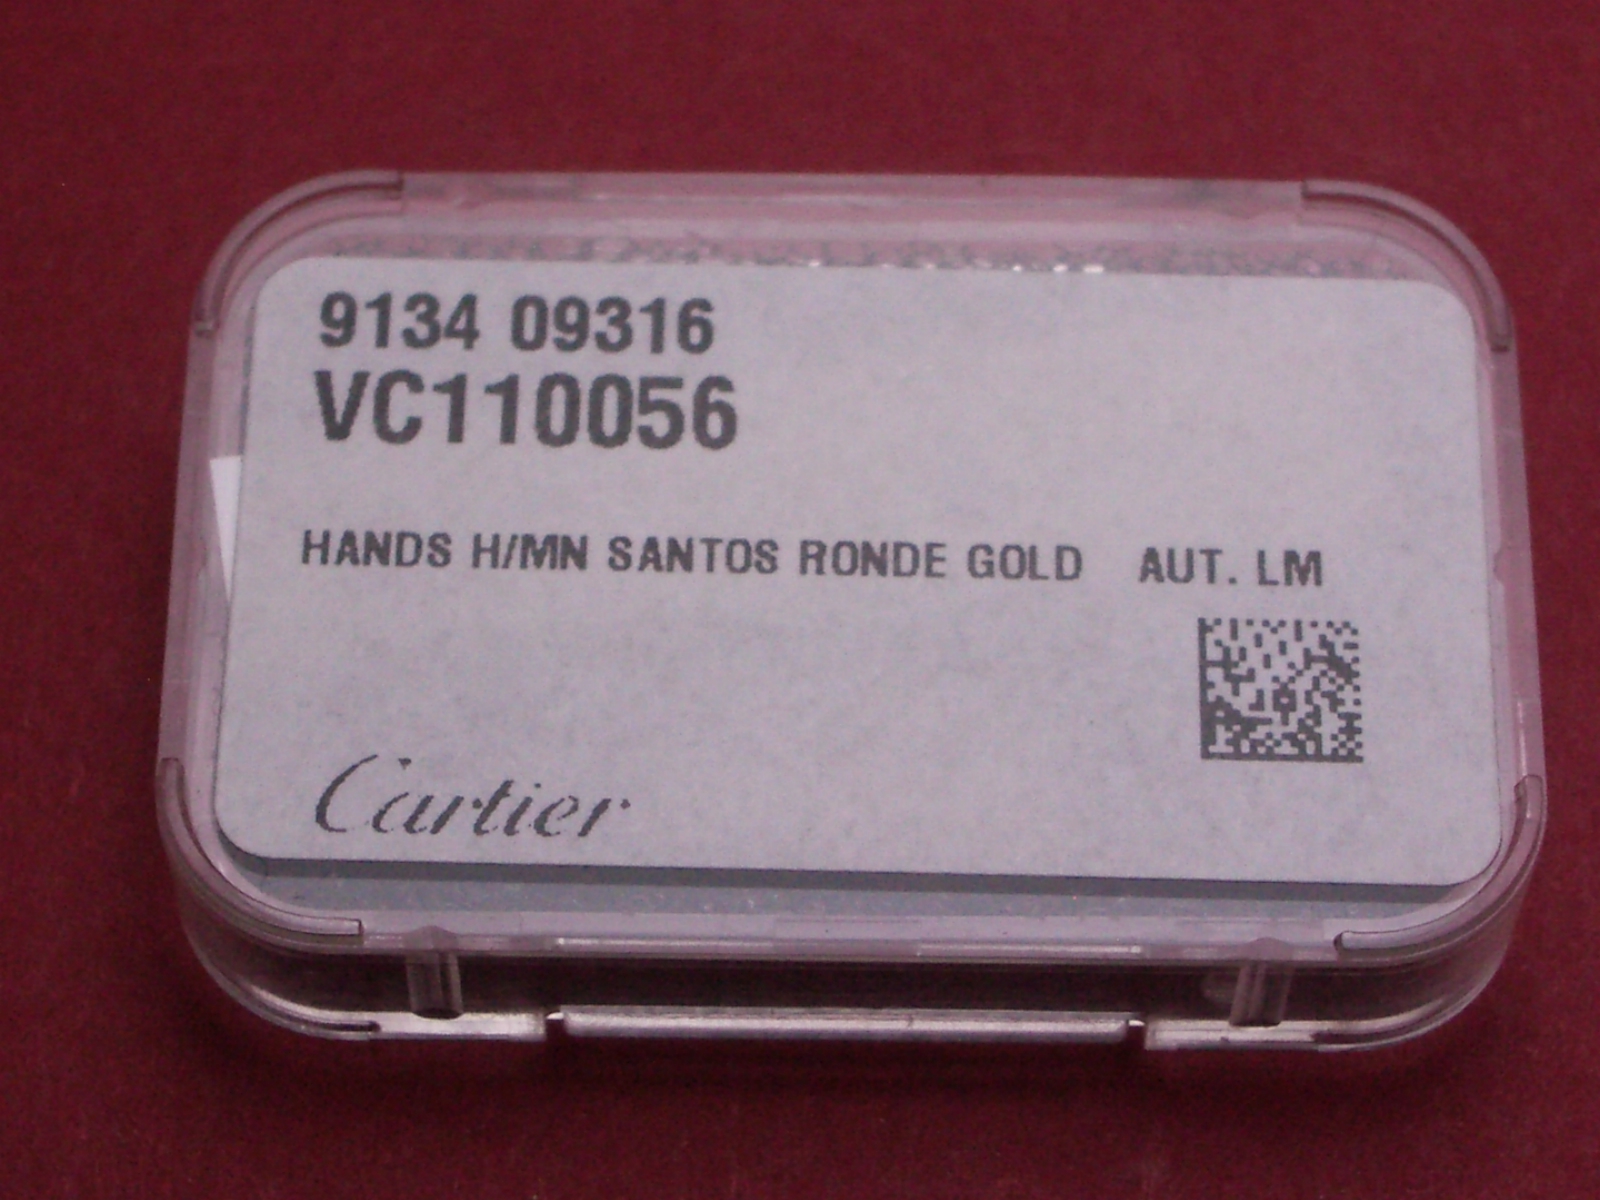 9134 09316
VC110056
HANDS H/MN SANTOS RONDE GOLD AUT. LM
Cartier